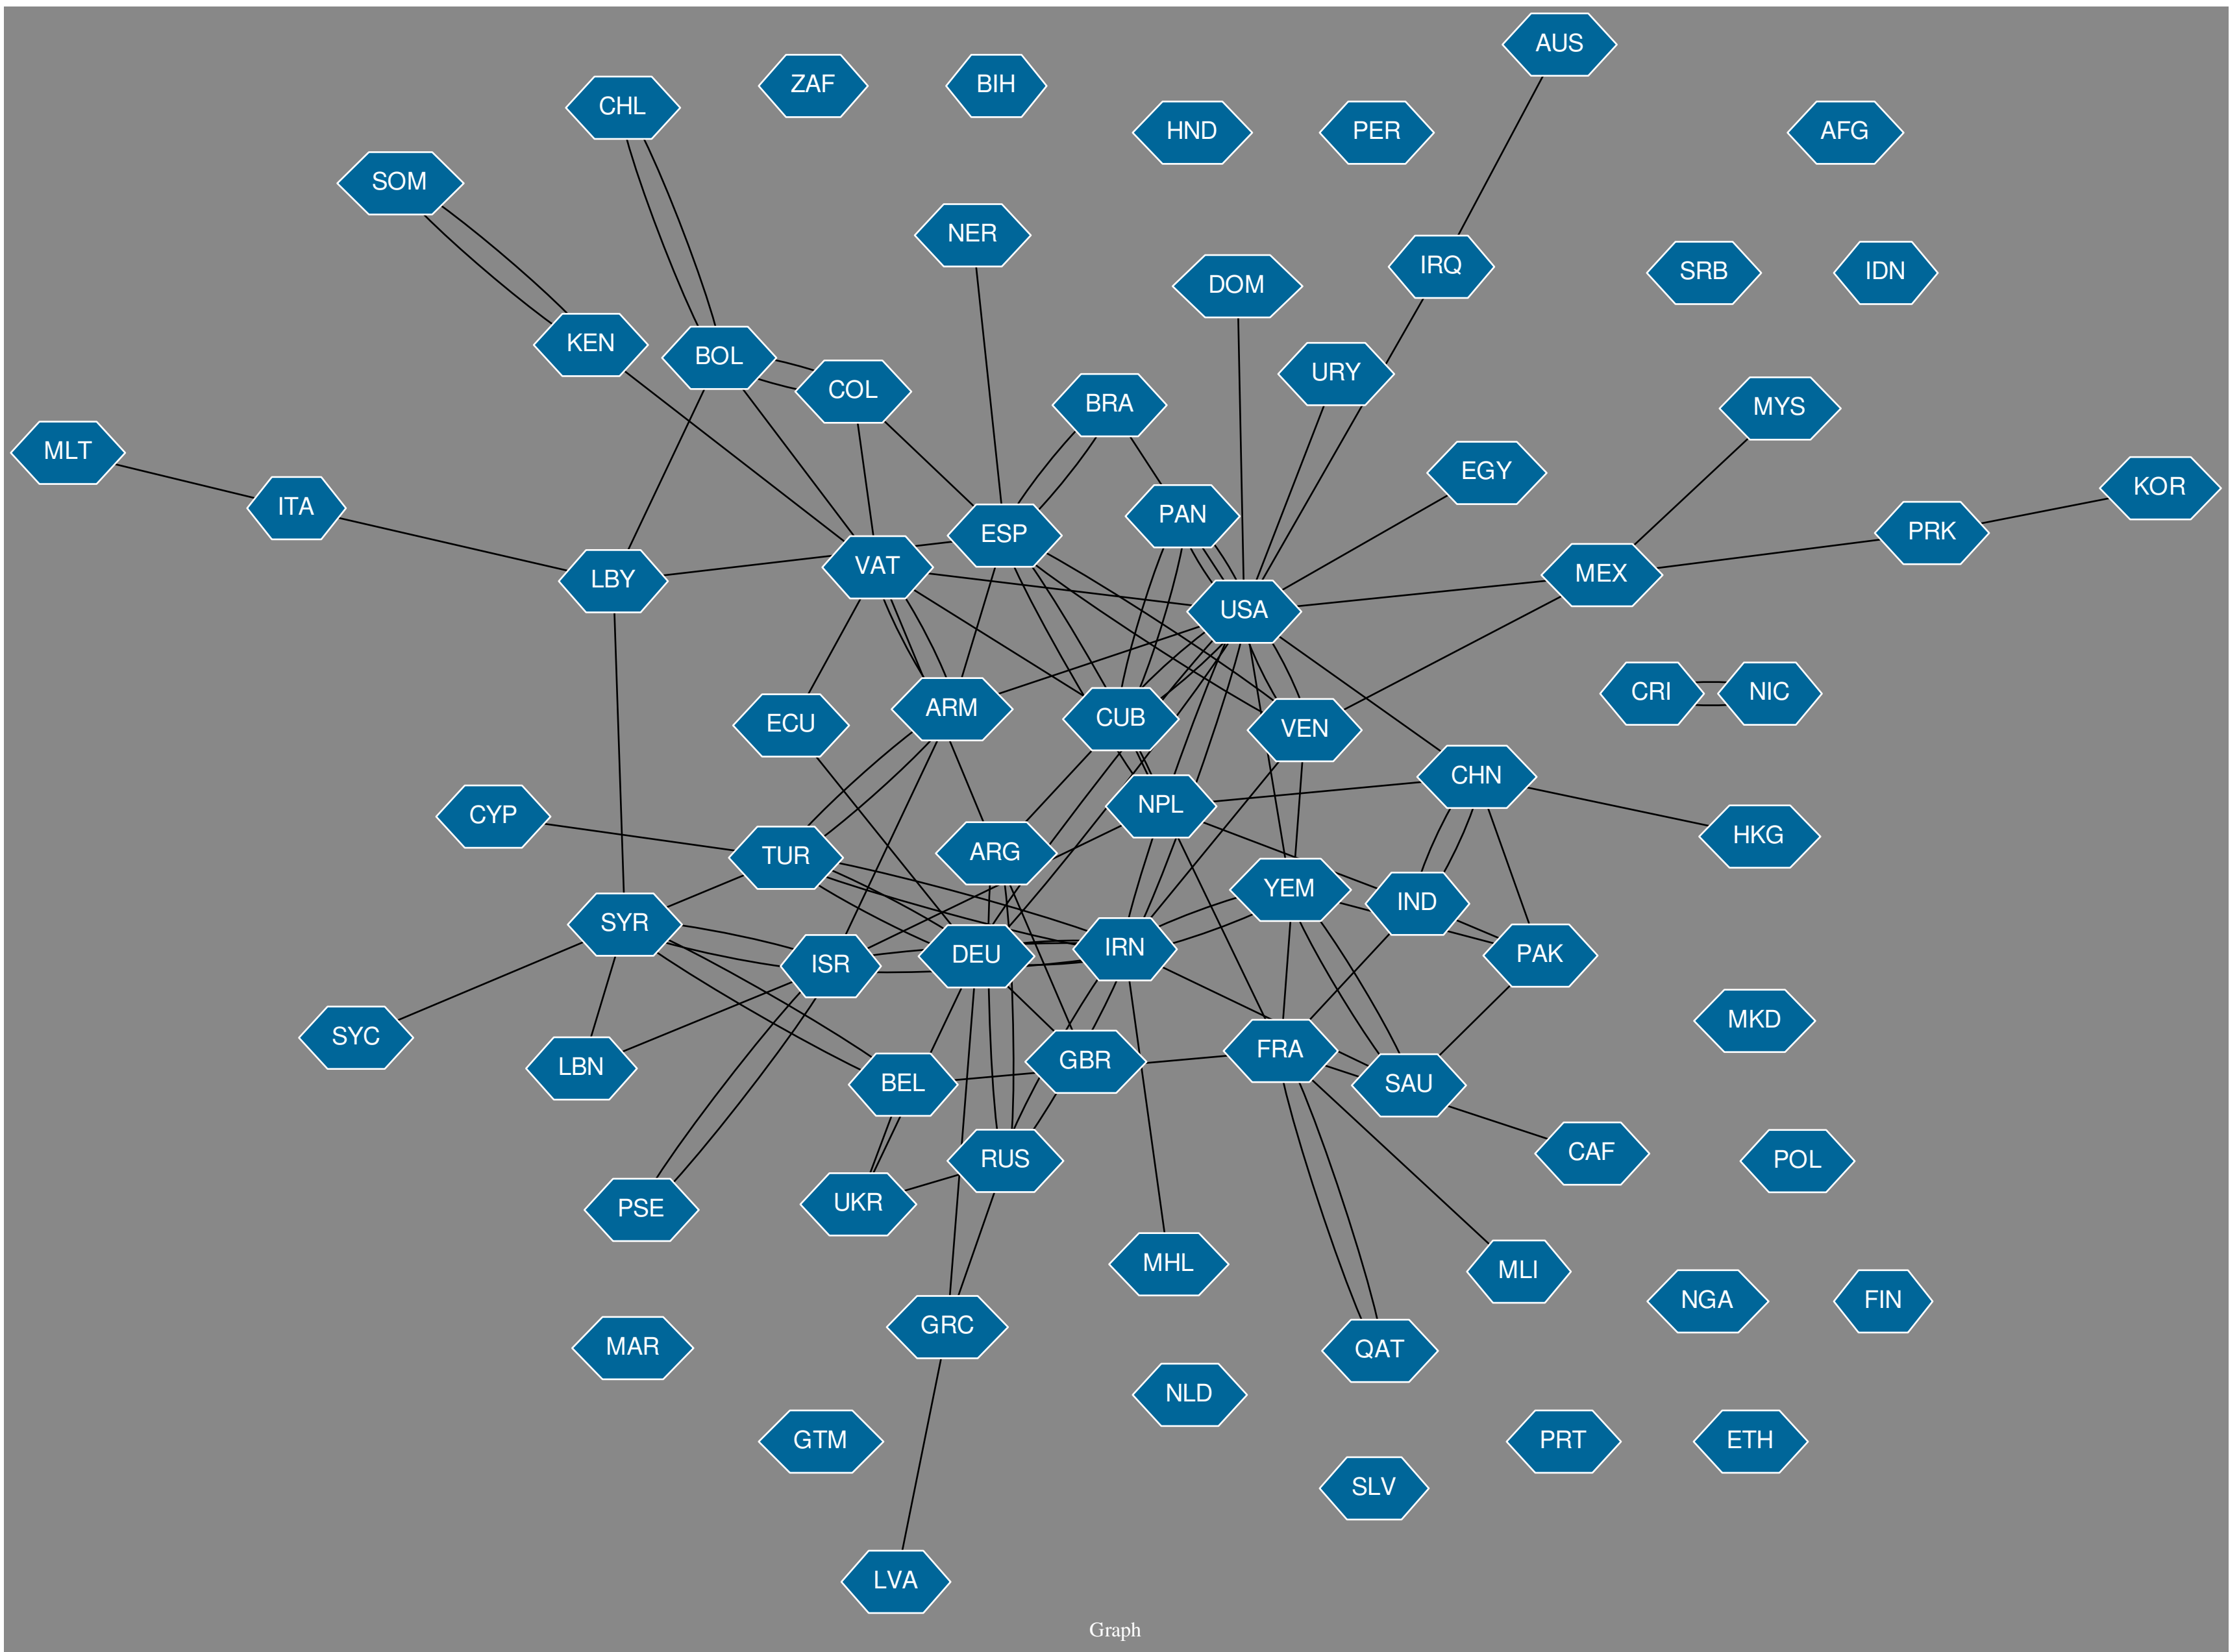 AUS
ZAF
BIH
CHL
HND
PER
AFG
SOM
NER
IRQ
SRB
IDN
DOM
KEN
BOL
URY
COL
BRA
MYS
MLT
EGY
KOR
ITA
PAN
ESP
PRK
VAT
MEX
LBY
USA
CRI
NIC
ARM
CUB
ECU
VEN
CHN
NPL
CYP
HKG
TUR
ARG
YEM
IND
SYR
IRN
DEU
PAK
ISR
MKD
SYC
FRA
GBR
LBN
BEL
SAU
CAF
RUS
POL
UKR
PSE
MHL
MLI
NGA
FIN
GRC
MAR
QAT
NLD
GTM
PRT
ETH
SLV
LVA
Graph